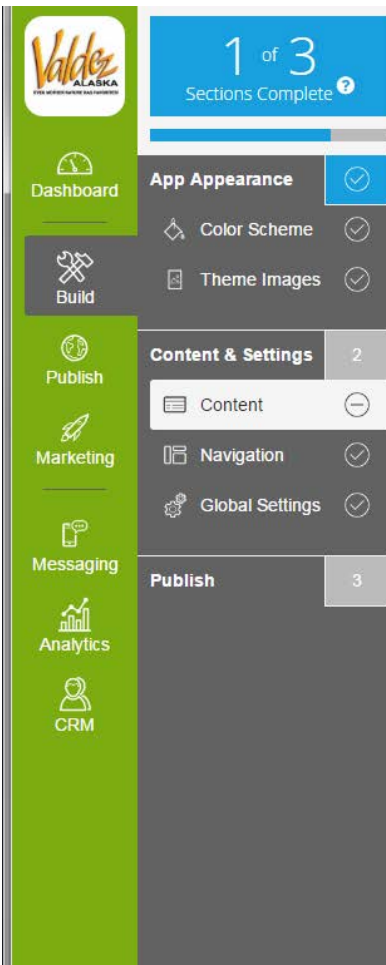 Valdez
ALASKA
1 of 3
Sections Complete ?
Dashboard
Build
Publish
Marketing
Messaging
Analytics
CRM
App Appearance
Color Scheme
Theme Images
Content & Settings 2
Content
Navigation
Global Settings
Publish 3